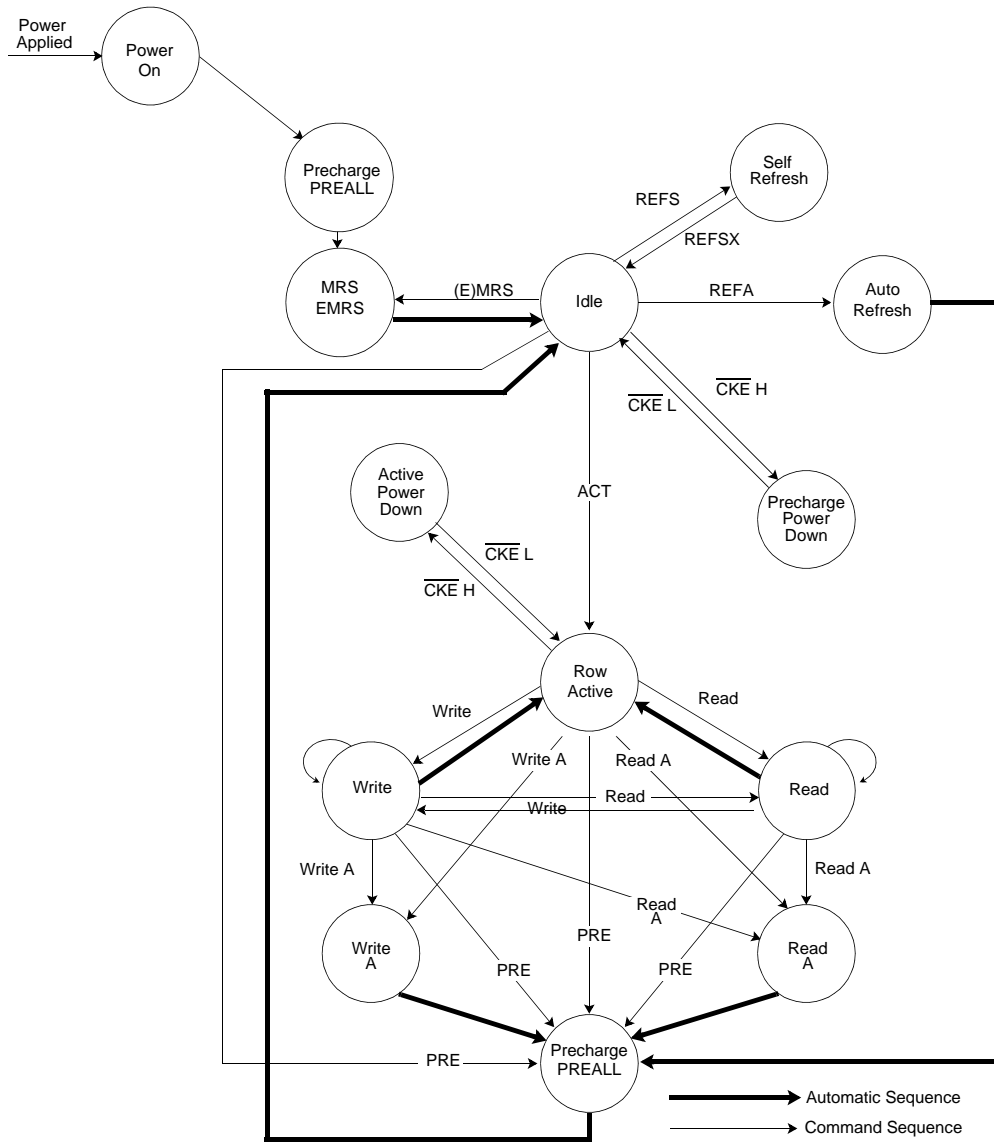 Power
Applied
Power
On
Precharge
PREALL
Self
Refresh
REFS
REFSX
MRS
EMRS
(E)MRS
Idle
REFA
Auto
Refresh
CKE H
CKE L
Active
Power
Down
ACT
Precharge
Power
Down
CKE L
CKE H
Row
Active
Write
Read
Write A
Read A
Write
Read
Write
Read
Write A
Read A
Read
A
Write
A
PRE
Read
A
PRE
PRE
Precharge
PREALL
PRE
Automatic Sequence
Command Sequence